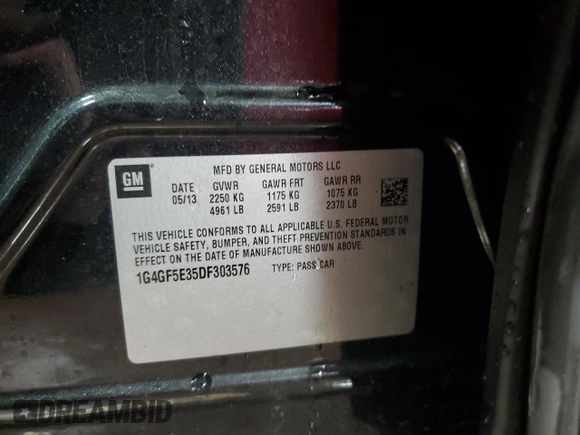 GM
MFD BY GENERAL MOTORS LLC
DATE GVWR GAWR FRT GAWR RR
05/13 2250 KG 1175 KG 1075 KG
4961 LB 2591 LB 2370 LB
THIS VEHICLE CONFORMS TO ALL APPLICABLE U.S. FEDERAL MOTOR
VEHICLE SAFETY, BUMPER, AND THEFT PREVENTION STANDARDS IN
EFFECT ON THE DATE OF MANUFACTURE SHOWN ABOVE.
1G4GF5E35DF303576 TYPE: PASS CAR
DREAMBID